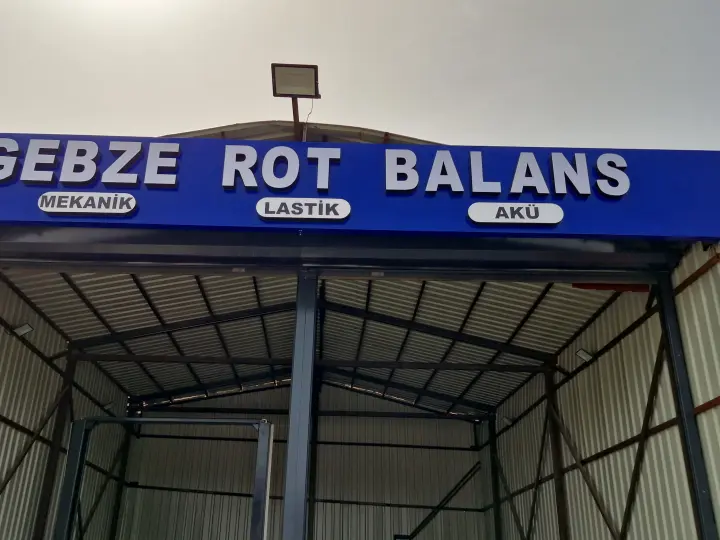 GEBZE ROT BALANS
MEKANİK LASTİK AKÜ